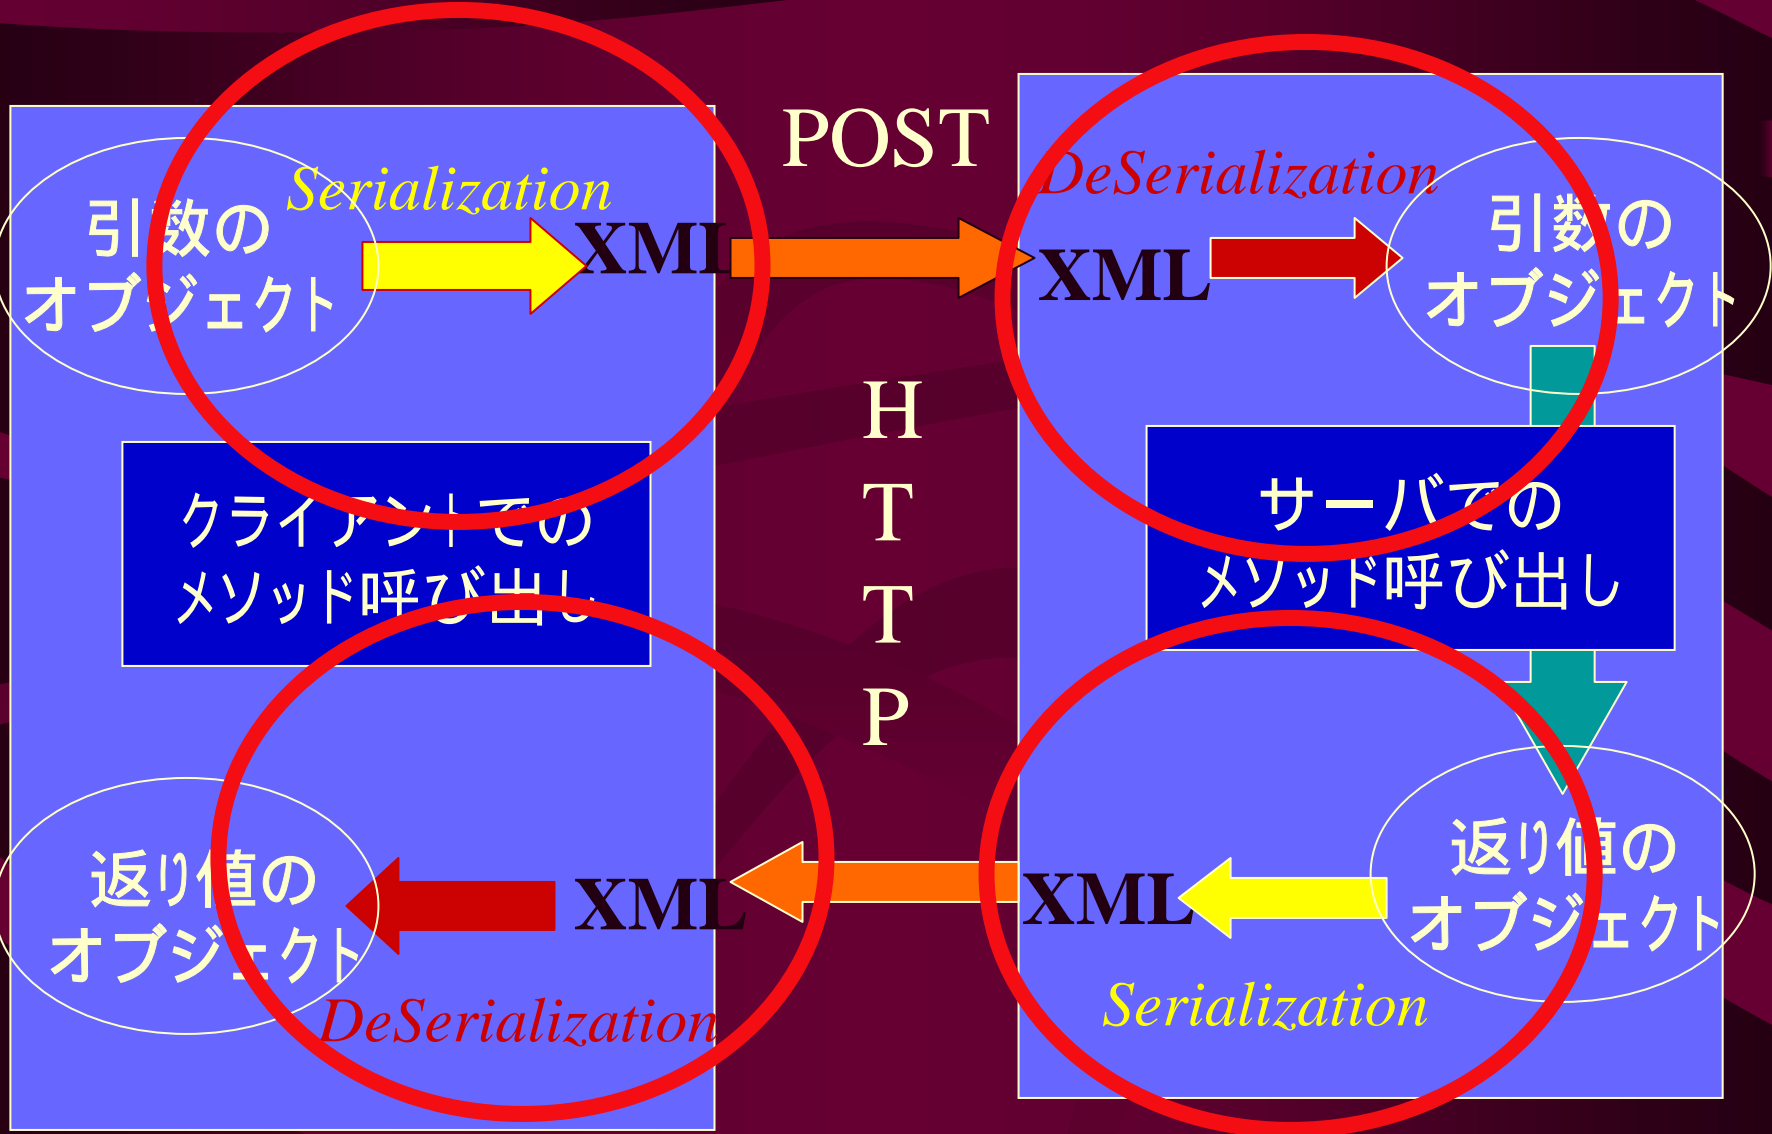 POST
Serialization
引数の
オブジェクト
XML
DeSerialization
XML
引数の
オブジェクト
H
T
T
P
クライアントでの
メソッド呼び出し
サーバでの
メソッド呼び出し
返り値の
オブジェクト
XML
DeSerialization
XML
返り値の
オブジェクト
Serialization